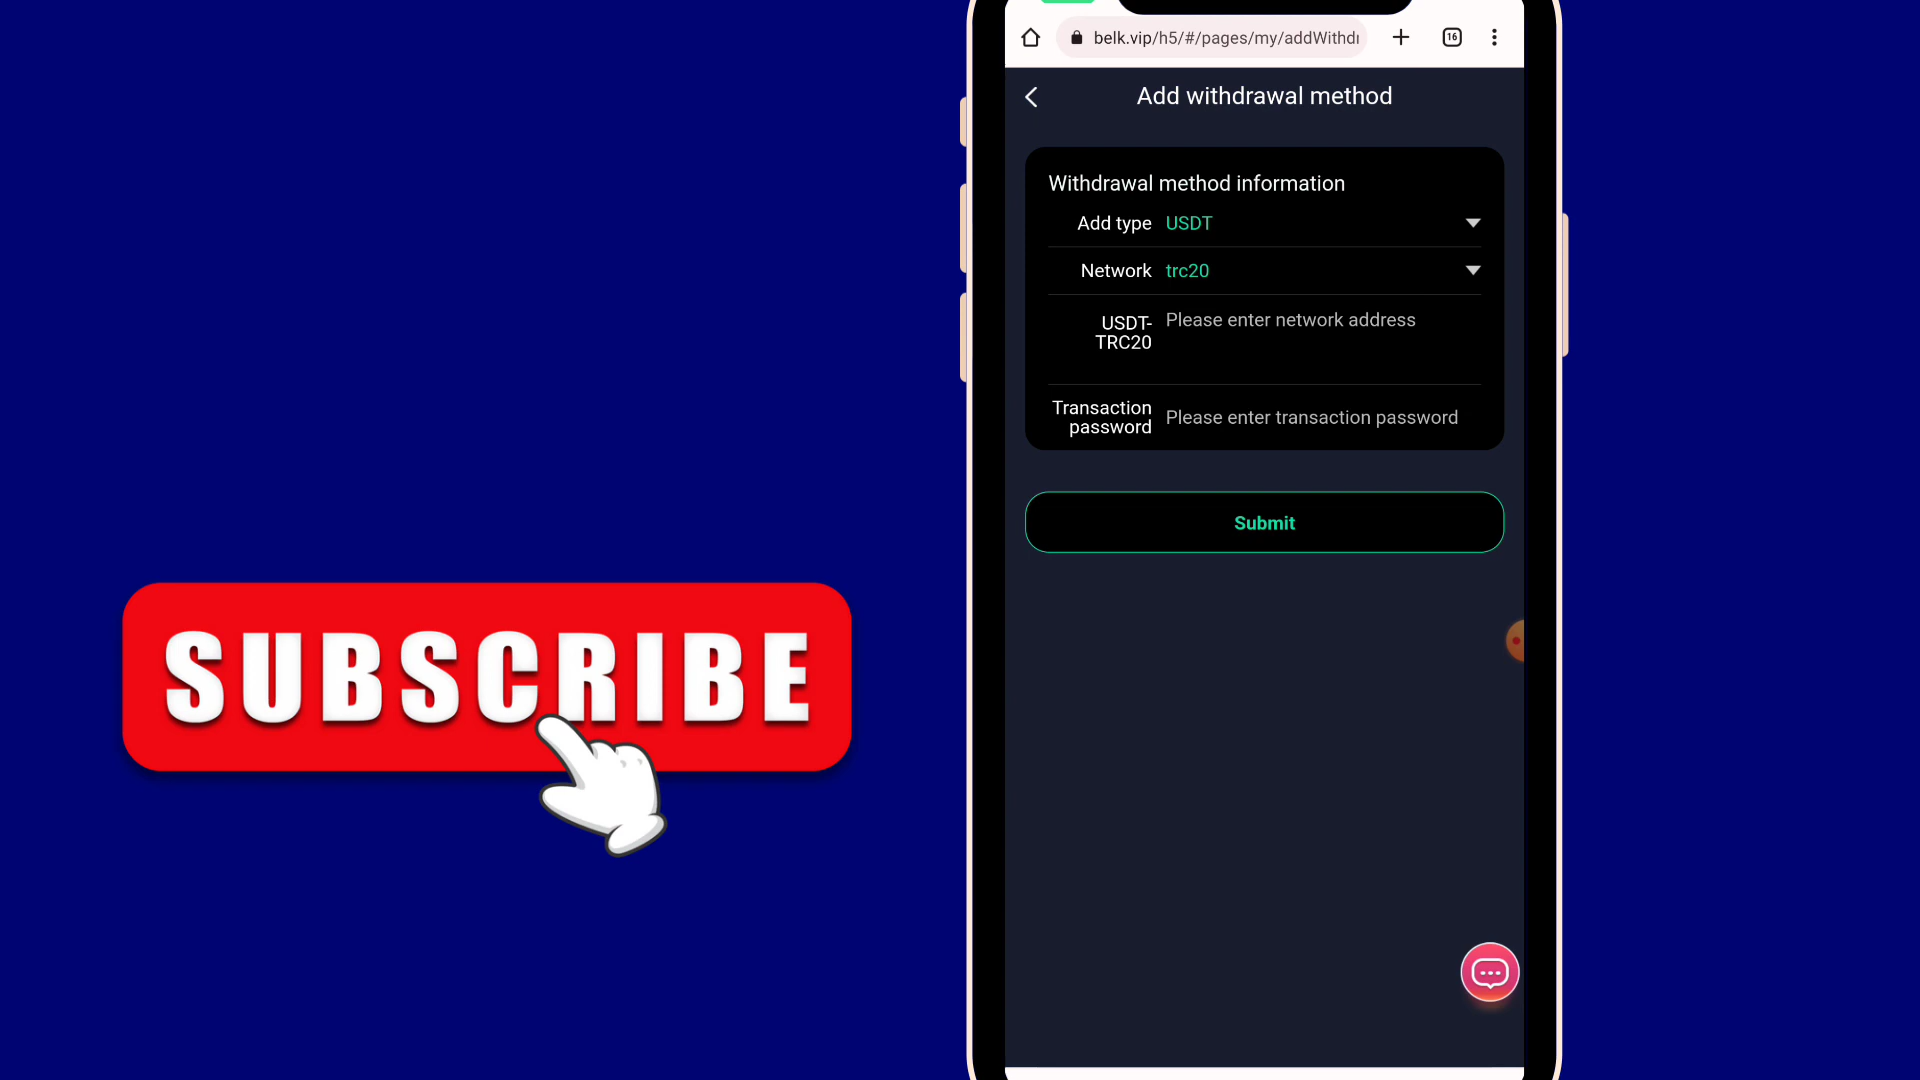 SUBSCRIBE
belk.vip/h5/#/pages/my/addWithdr
16
Add withdrawal method
Withdrawal method information
Add type USDT
Network trc20
USDT-
TRC20
Please enter network address
Transaction
password
Please enter transaction password
Submit